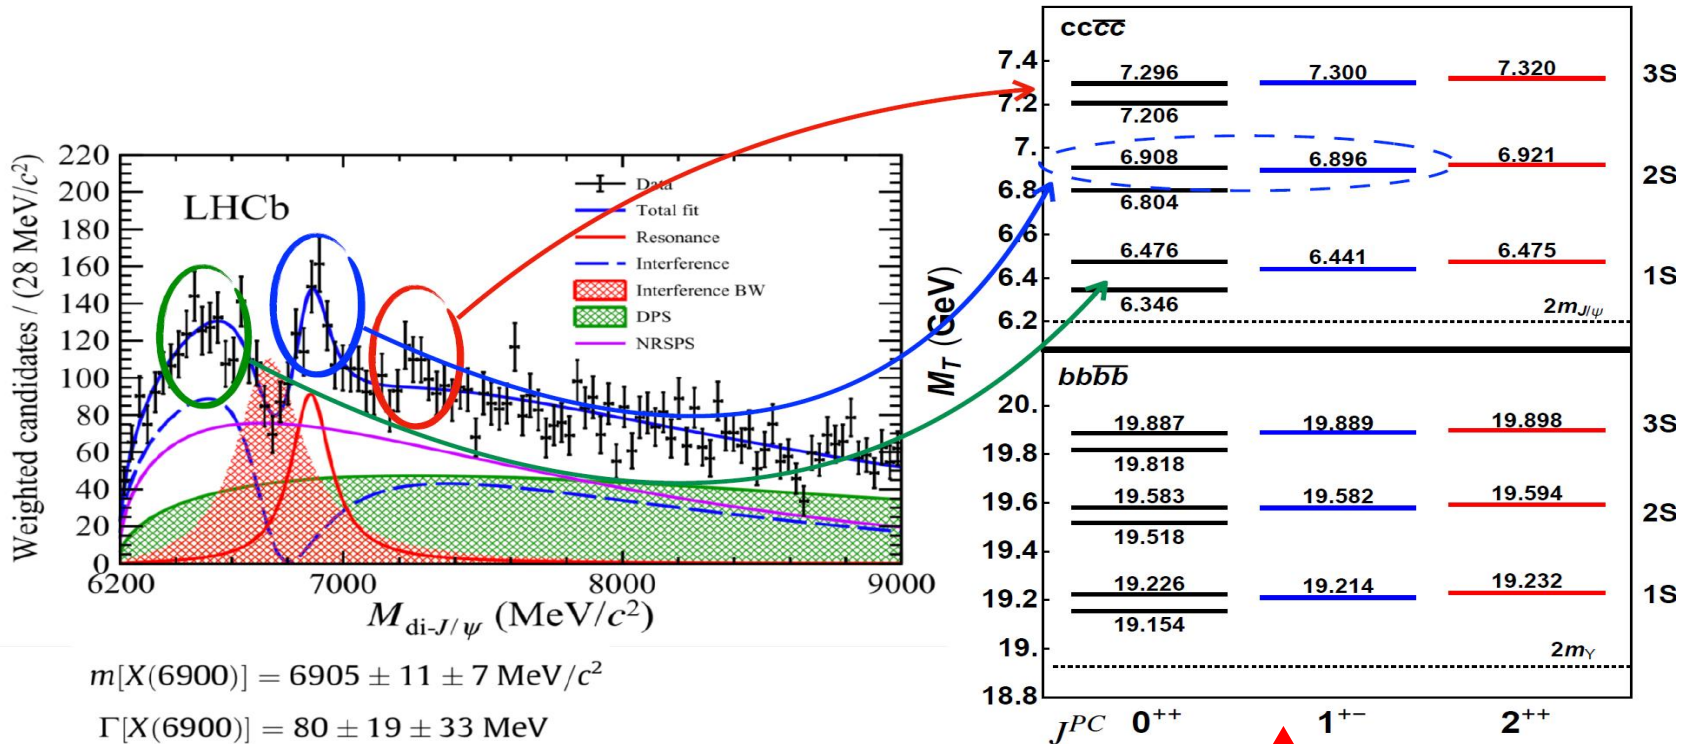 Weighted candidates / (28 MeV/c²)
220
200
180
160
140
120
100
80
60
40
20
0
6200
7000
8000
9000
M_di-J/ψ (MeV/c²)
LHCb
Data
Total fit
Resonance
Interference
Interference BW
DPS
NRSPS
m[X(6900)] = 6905 ± 11 ± 7 MeV/c²
Γ[X(6900)] = 80 ± 19 ± 33 MeV
M_T (GeV)
cc\overline{cc}
7.4
7.2
7.
6.8
6.6
6.4
6.2
7.296
7.300
7.320
3S
7.206
6.908
6.896
6.921
2S
6.804
6.476
6.441
6.475
1S
6.346
2m_J/ψ
bb\overline{bb}
20.
19.8
19.6
19.4
19.2
19.
18.8
19.887
19.889
19.898
3S
19.818
19.583
19.582
19.594
2S
19.518
19.226
19.214
19.232
1S
19.154
2m_Υ
J^PC 0⁺⁺ 1⁺⁻ 2⁺⁺